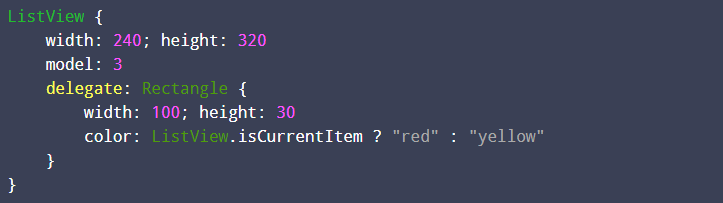 ListView {
    width: 240; height: 320
    model: 3
    delegate: Rectangle {
        width: 100; height: 30
        color: ListView.isCurrentItem ? "red" : "yellow"
    }
}